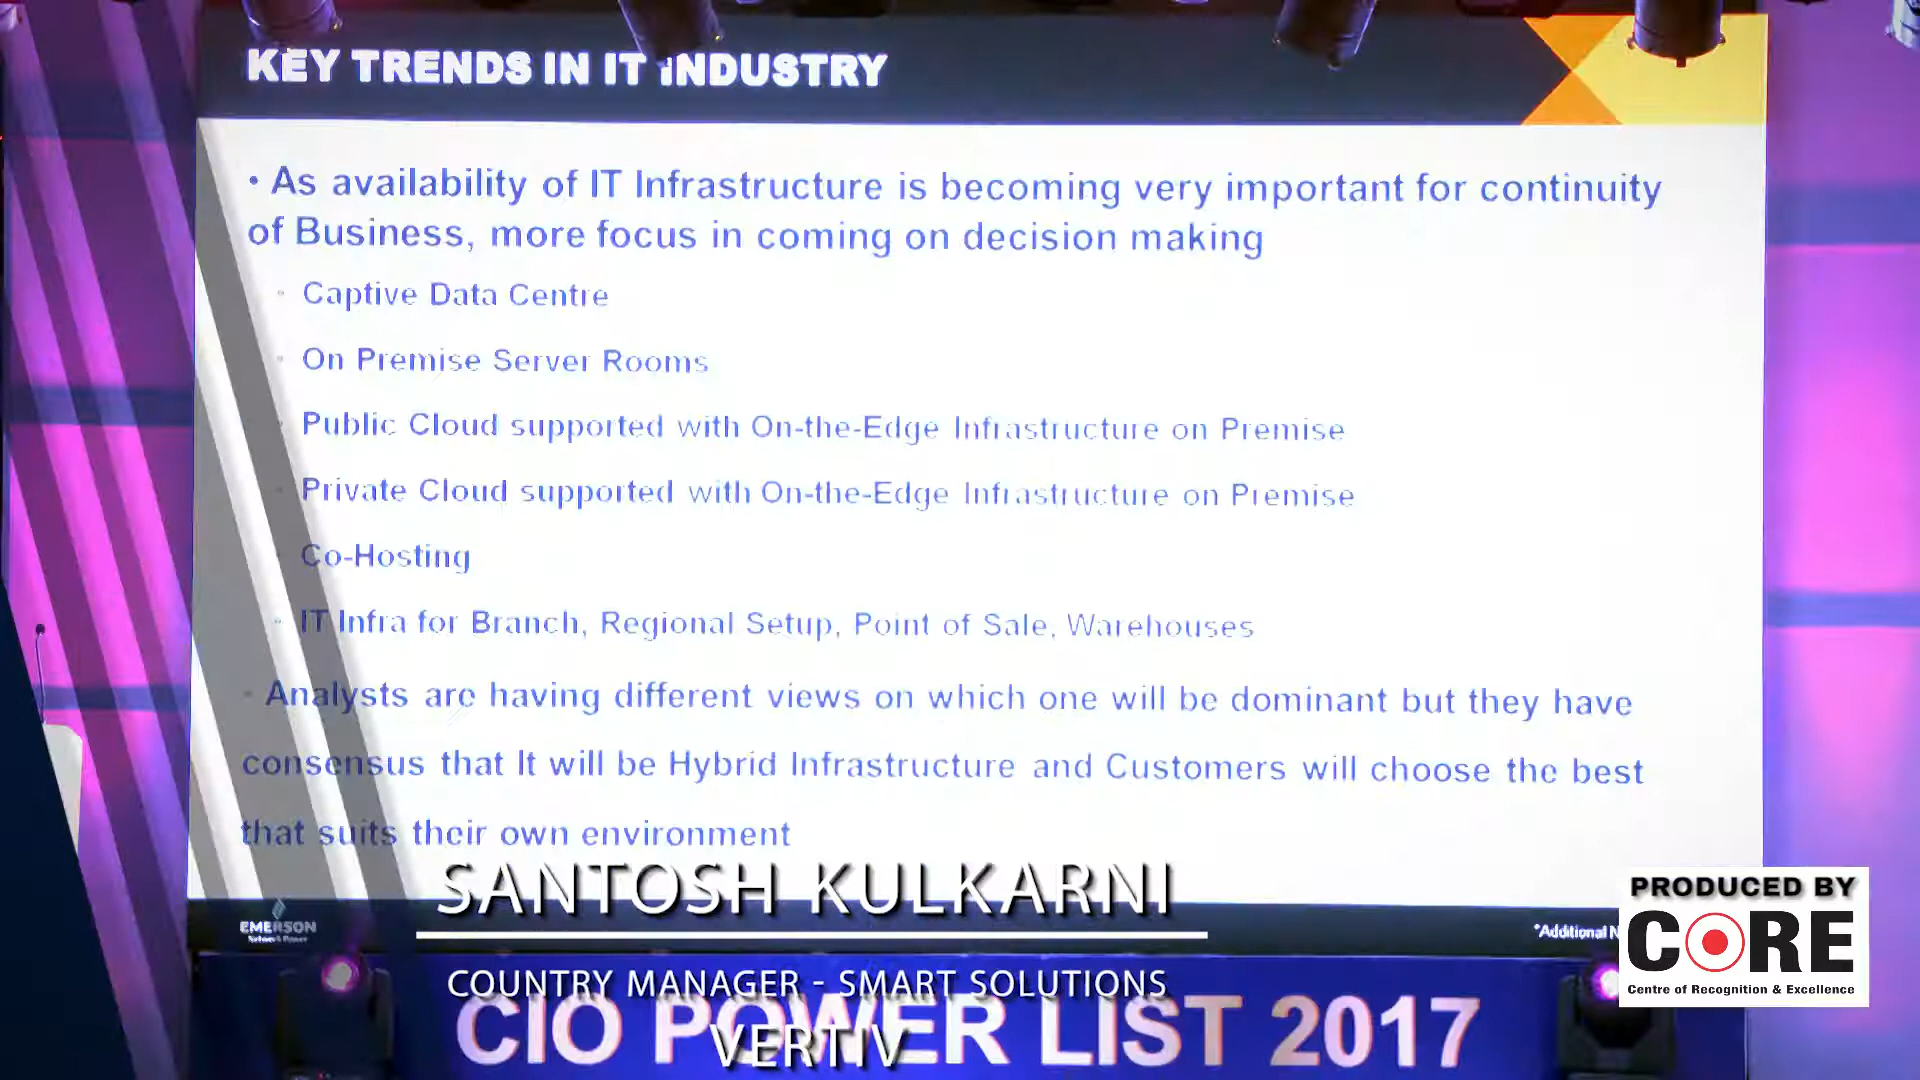 KEY TRENDS IN IT INDUSTRY
• As availability of IT Infrastructure is becoming very important for continuity
of Business, more focus in coming on decision making
Captive Data Centre
On Premise Server Rooms
Public Cloud supported with On-the-Edge Infrastructure on Premise
Private Cloud supported with On-the-Edge Infrastructure on Premise
Co-Hosting
IT Infra for Branch, Regional Setup, Point of Sale, Warehouses
Analysts are having different views on which one will be dominant but they have
consensus that It will be Hybrid Infrastructure and Customers will choose the best
that suits their own environment
SANTOSH KULKARNI
EMERSON
Network Power
*Additional
COUNTRY MANAGER - SMART SOLUTIONS
VERTIV
CIO POWER LIST 2017
PRODUCED BY
CORE
Centre of Recognition & Excellence